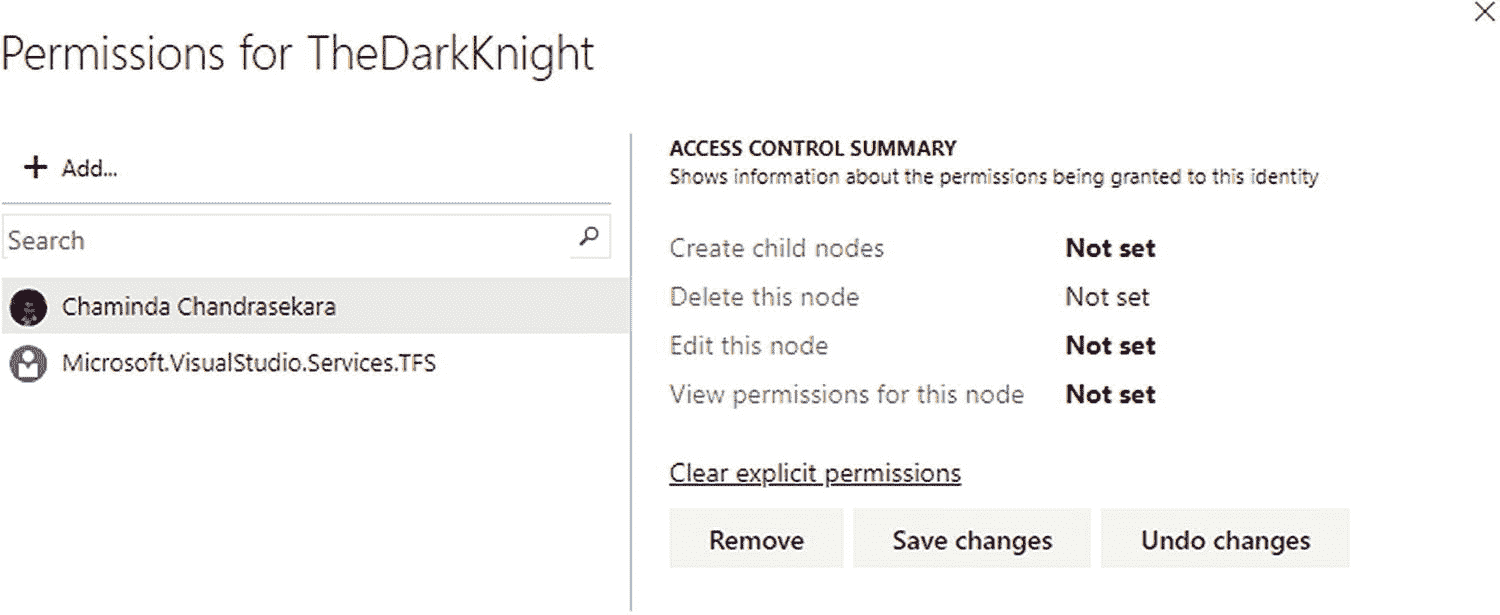 Permissions for TheDarkKnight
Add...
Search
Chaminda Chandrasekara
Microsoft.VisualStudio.Services.TFS
ACCESS CONTROL SUMMARY
Shows information about the permissions being granted to this identity
Create child nodes Not set
Delete this node Not set
Edit this node Not set
View permissions for this node Not set
Clear explicit permissions
Remove Save changes Undo changes